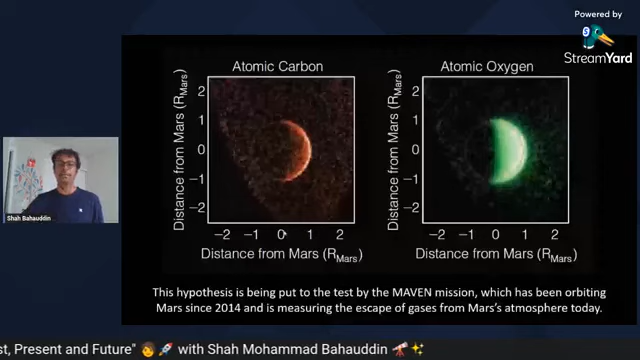 Powered by
StreamYard
Atomic Carbon
Atomic Oxygen
Distance from Mars (RMars)
2
1
0
−1
−2
−2 −1 0 1 2
Distance from Mars (RMars)
Distance from Mars (RMars)
2
1
0
−1
−2
−2 −1 0 1 2
Distance from Mars (RMars)
Shah Bahauddin
This hypothesis is being put to the test by the MAVEN mission, which has been orbiting
Mars since 2014 and is measuring the escape of gases from Mars’s atmosphere today.
st, Present and Future" 🧑‍🚀 🚀 with Shah Mohammad Bahauddin 🔭✨